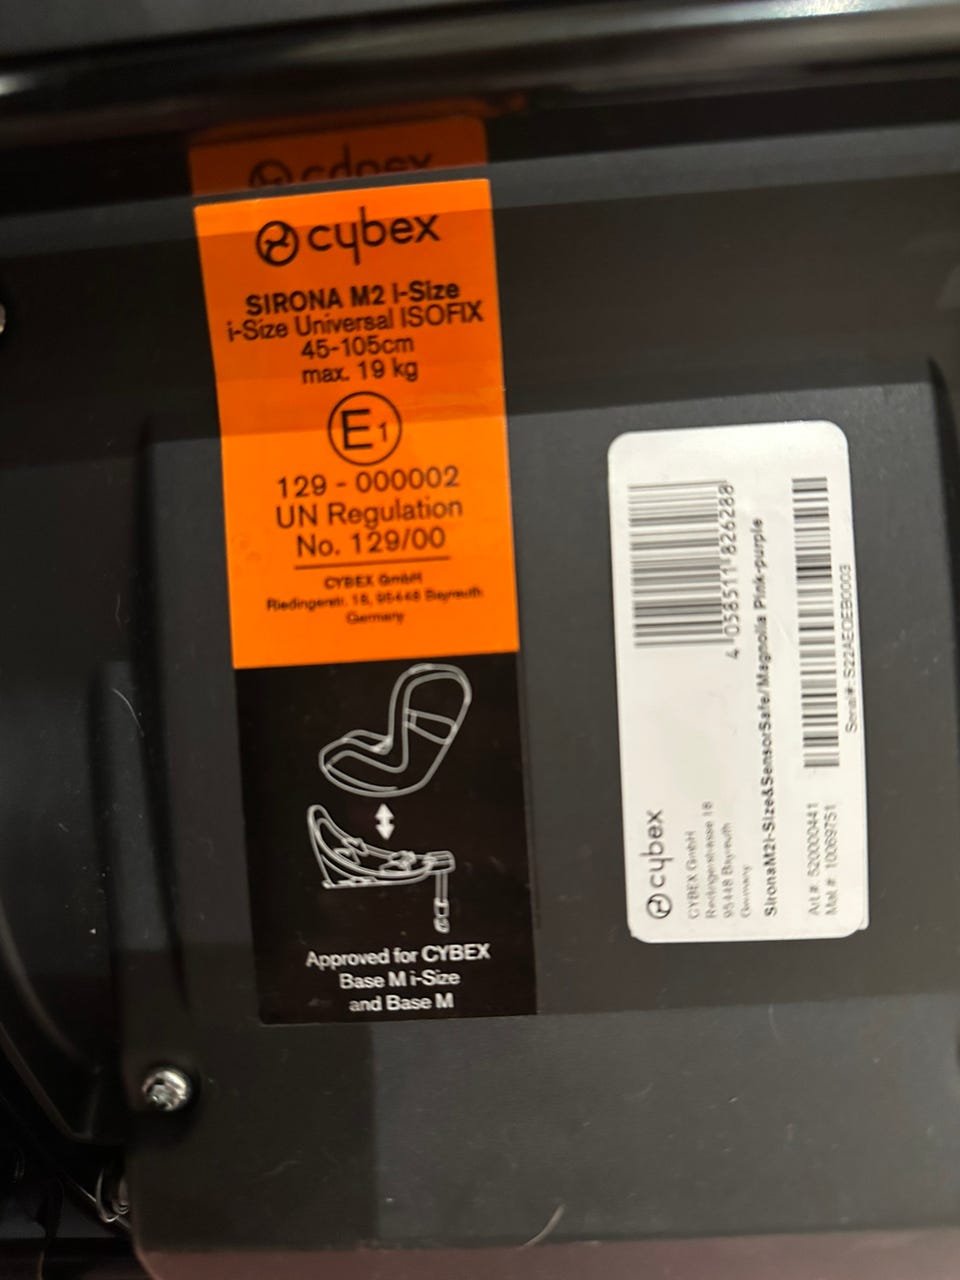 cybex
cybex
SIRONA M2 I-Size
i-Size Universal ISOFIX
45-105cm
max. 19 kg
E1
129 - 000002
UN Regulation
No. 129/00
CYBEX GmbH
Riedingerstr. 18, 95448 Bayreuth
Germany
Approved for CYBEX
Base M i-Size
and Base M
4 058511 826288
cybex
CYBEX GmbH
Riedingerstrasse 18
95448 Bayreuth
Germany
SironaM2i-Size&SensorSafe/Magnolia Pink-purple
Art #: 520000441
Mat #: 10069751
Serial#: S22AEOEB0003